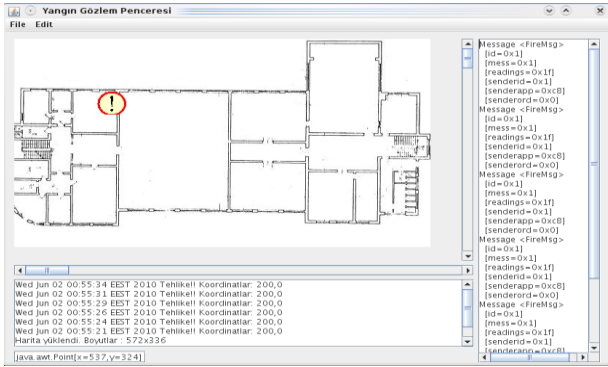 Yangın Gözlem Penceresi
File Edit
!
Wed Jun 02 00:55:34 EEST 2010 Tehlike!! Koordinatlar: 200,0
Wed Jun 02 00:55:31 EEST 2010 Tehlike!! Koordinatlar: 200,0
Wed Jun 02 00:55:29 EEST 2010 Tehlike!! Koordinatlar: 200,0
Wed Jun 02 00:55:26 EEST 2010 Tehlike!! Koordinatlar: 200,0
Wed Jun 02 00:55:24 EEST 2010 Tehlike!! Koordinatlar: 200,0
Wed Jun 02 00:55:21 EEST 2010 Tehlike!! Koordinatlar: 200,0
Harita yüklendi. Boyutlar : 572x336
java.awt.Point[x=537,y=324]
Message <FireMsg>
[id=0x1]
[mess=0x1]
[readings=0x1f]
[senderid=0x1]
[senderapp=0xc8]
[senderord=0x0]
Message <FireMsg>
[id=0x1]
[mess=0x1]
[readings=0x1f]
[senderid=0x1]
[senderapp=0xc8]
[senderord=0x0]
Message <FireMsg>
[id=0x1]
[mess=0x1]
[readings=0x1f]
[senderid=0x1]
[senderapp=0xc8]
[senderord=0x0]
Message <FireMsg>
[id=0x1]
[mess=0x1]
[readings=0x1f]
[senderid=0x1]
[senderapp=0xc8]
[senderord=0x0]
Message <FireMsg>
[id=0x1]
[mess=0x1]
[readings=0x1f]
[senderid=0x1]
[senderapp=0xc8]